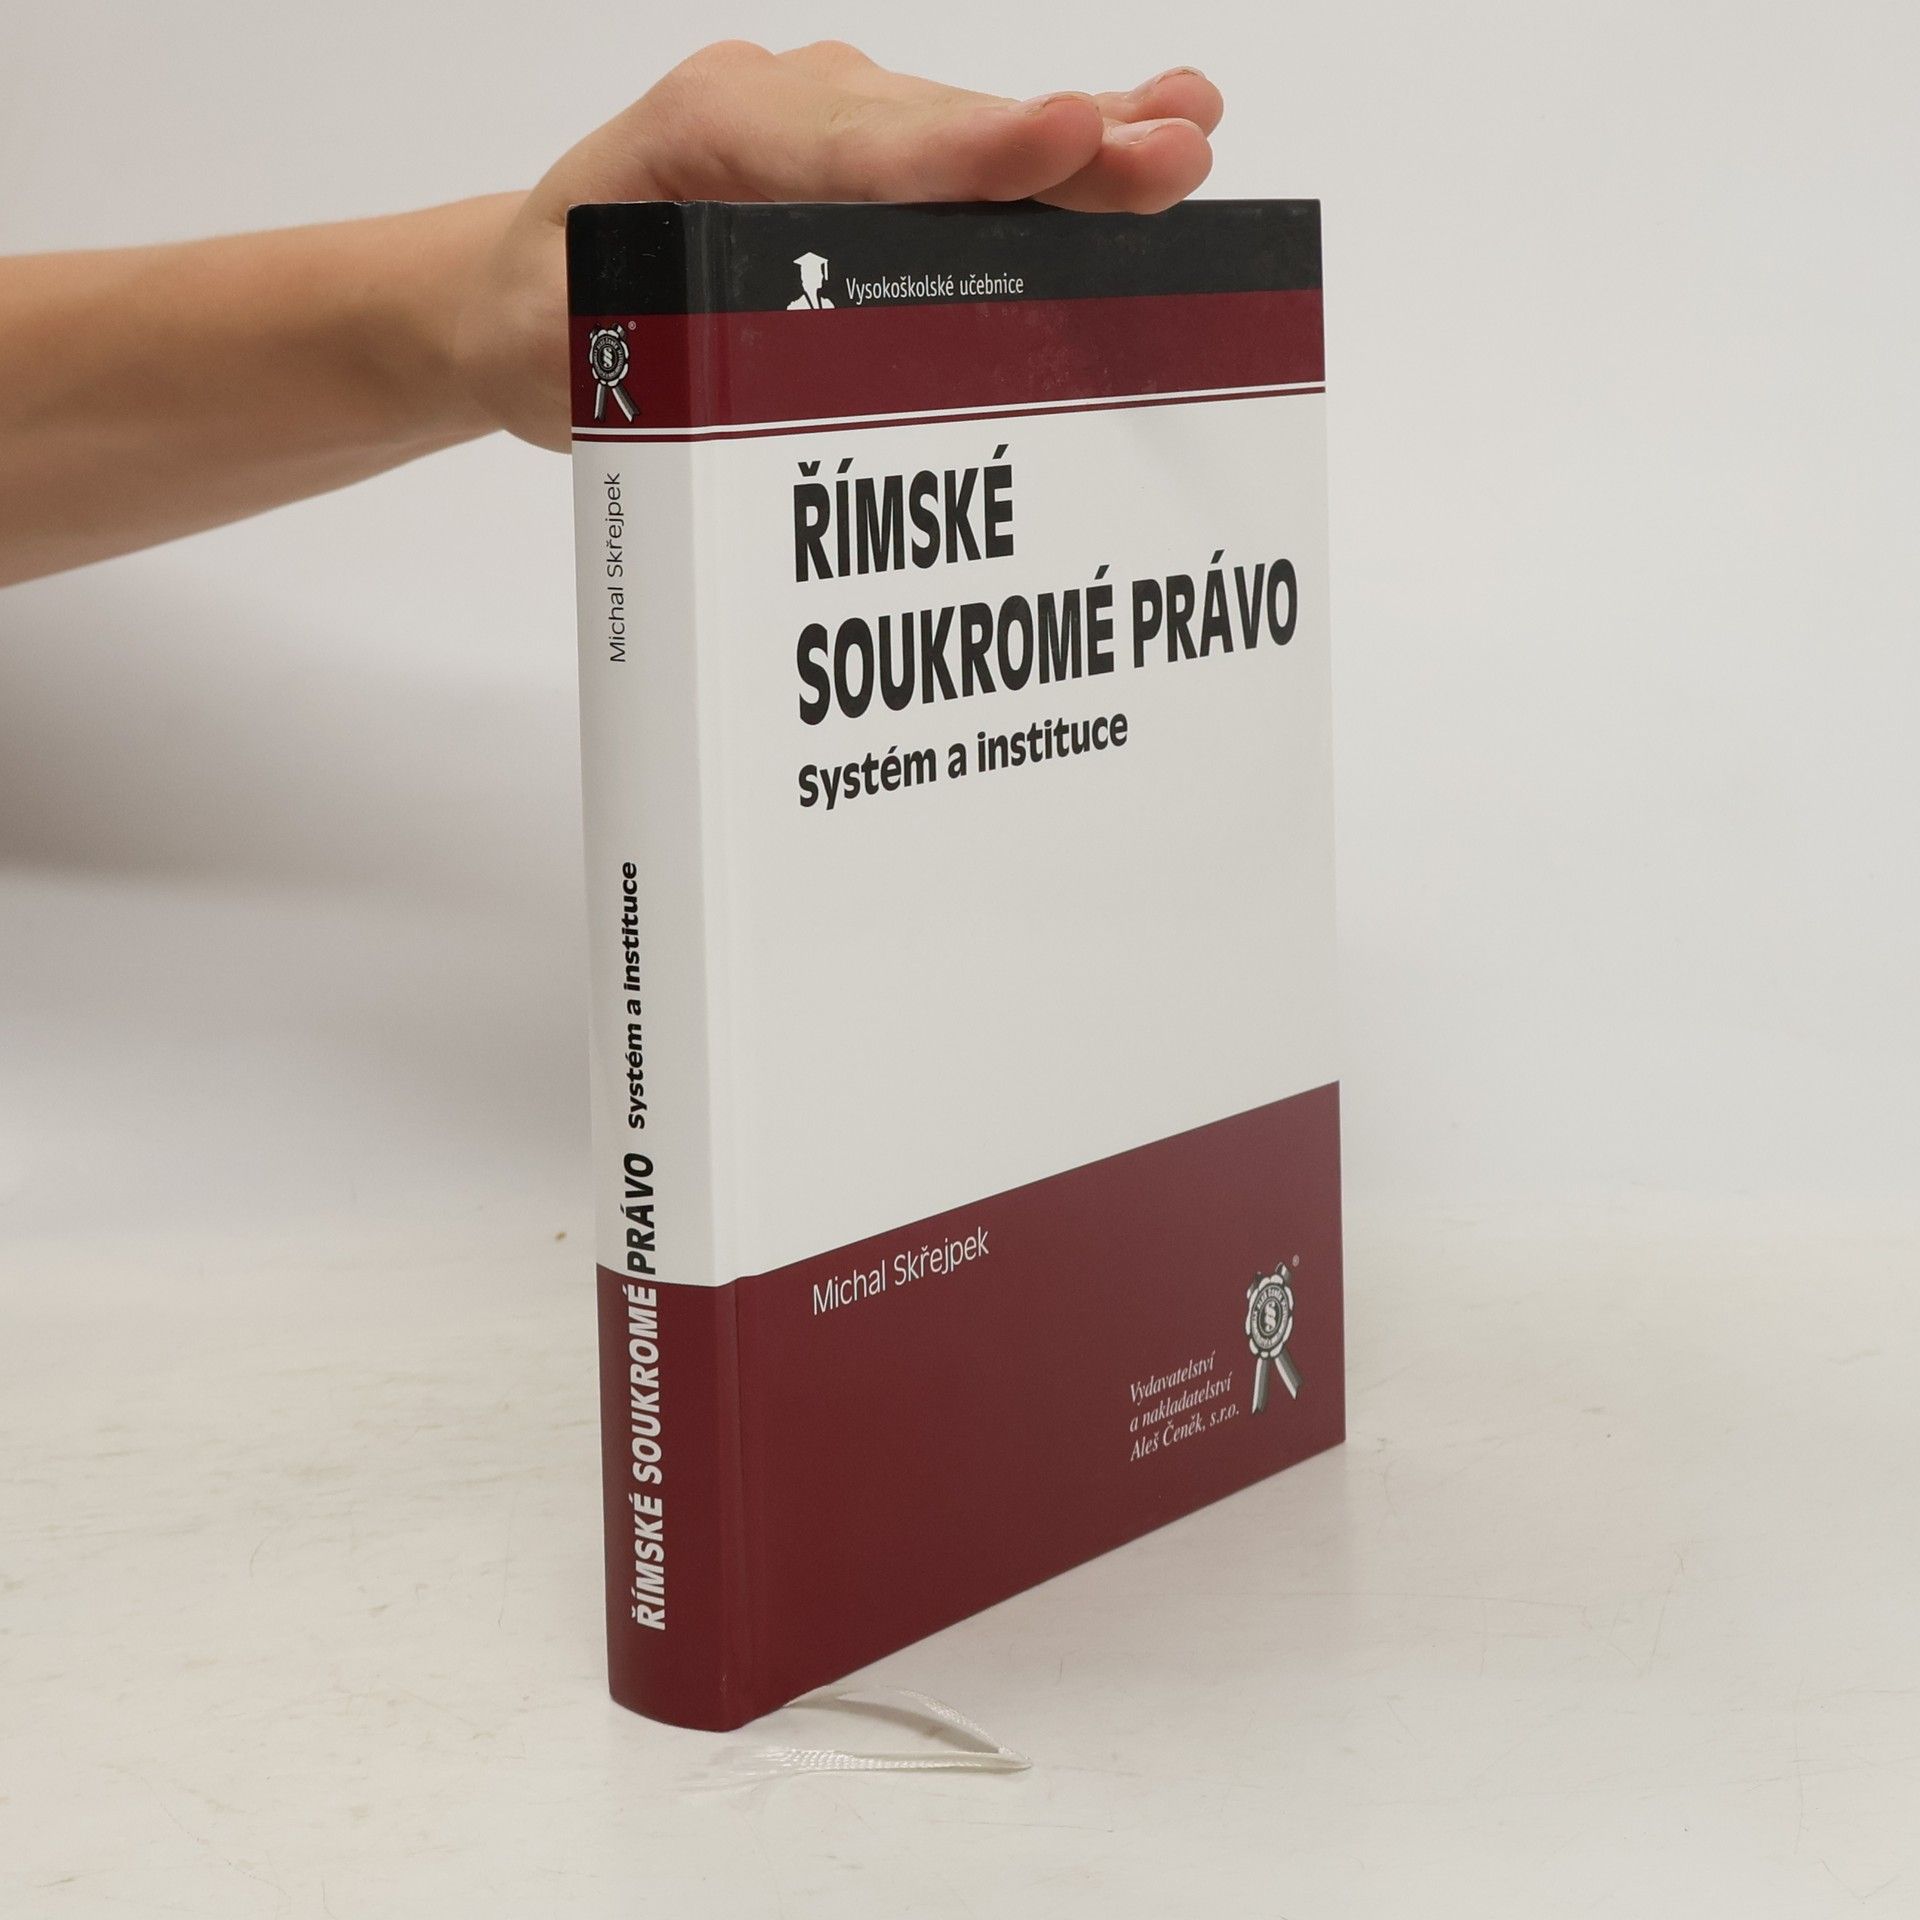 Vysokoškolské učebnice
ŘÍMSKÉ
SOUKROMÉ PRÁVO
Systém a instituce
Michal Skřejpek
Vydavatelství
a nakladatelství
Aleš Čeněk, s.r.o.
®
®
Michal Skřejpek
ŘÍMSKÉ SOUKROMÉ PRÁVO Systém a instituce